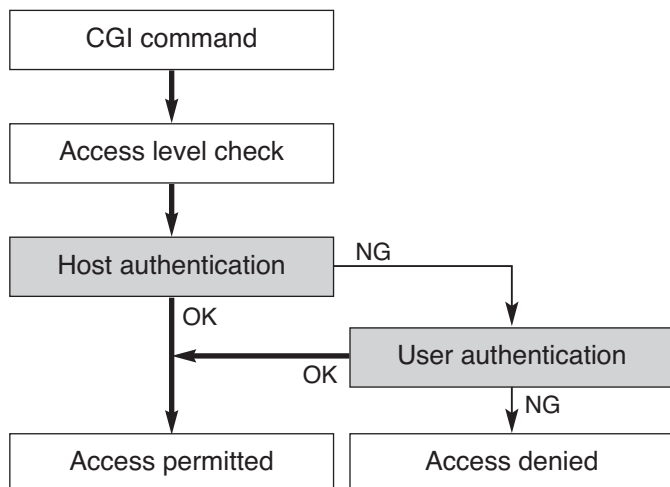 CGI command
Access level check
Host authentication
NG
OK
User authentication
OK
NG
Access permitted
Access denied